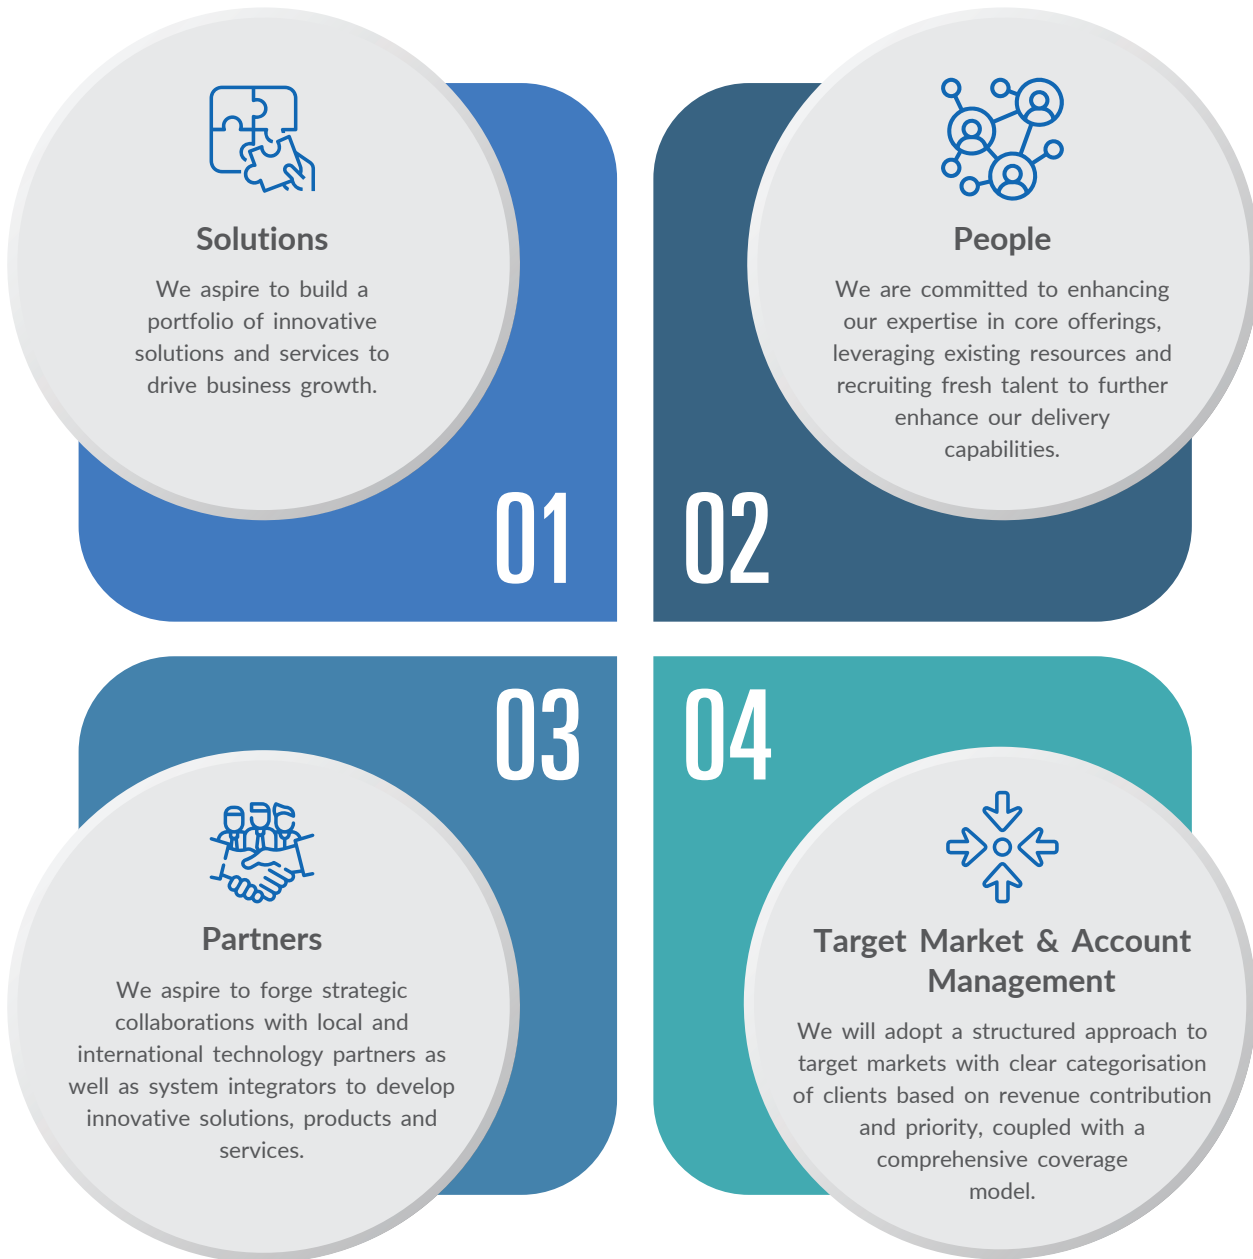 Solutions
We aspire to build a
portfolio of innovative
solutions and services to
drive business growth.
01
People
We are committed to enhancing
our expertise in core offerings,
leveraging existing resources and
recruiting fresh talent to further
enhance our delivery
capabilities.
02
03
Partners
We aspire to forge strategic
collaborations with local and
international technology partners as
well as system integrators to develop
innovative solutions, products and
services.
04
Target Market & Account
Management
We will adopt a structured approach to
target markets with clear categorisation
of clients based on revenue contribution
and priority, coupled with a
comprehensive coverage
model.